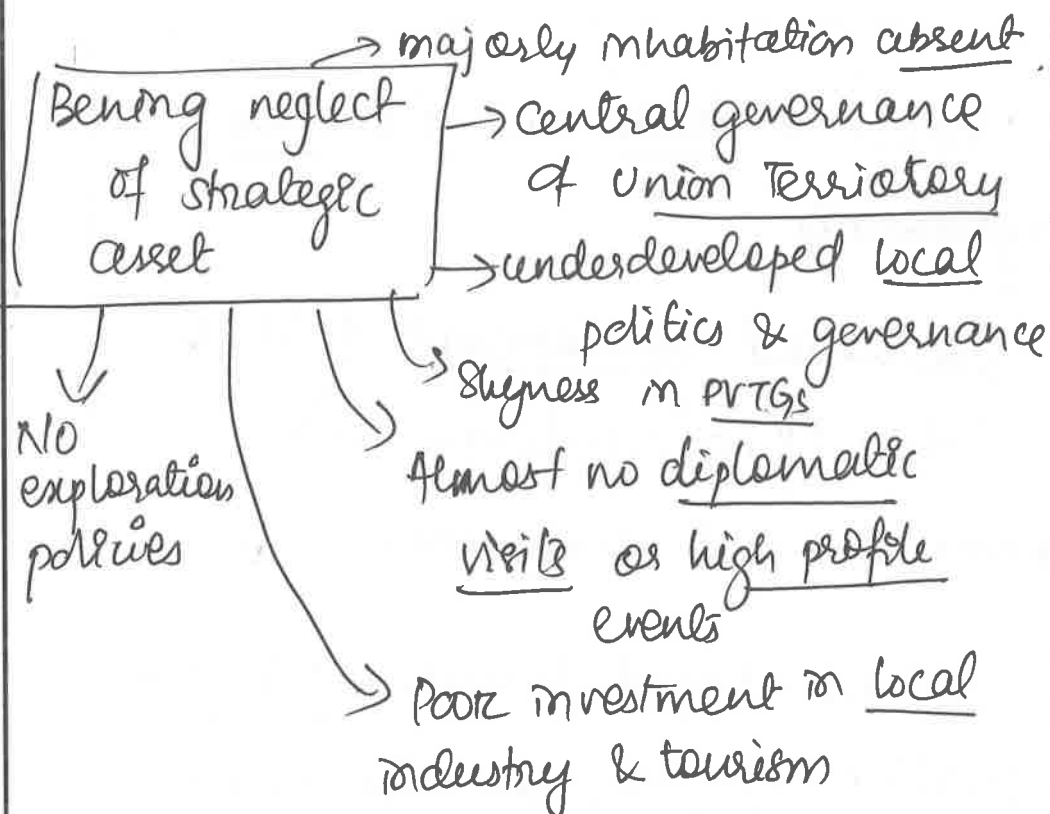 Bening neglect
of strategic
asset
majorly inhabitation absent
Central governance
of Union Terriotory
underdeveloped local
politics & governance
Shyness in PVTGs
Almost no diplomatic
visits or high profile
events
Poor investment in local
industry & tourism
NO
exploration
policies